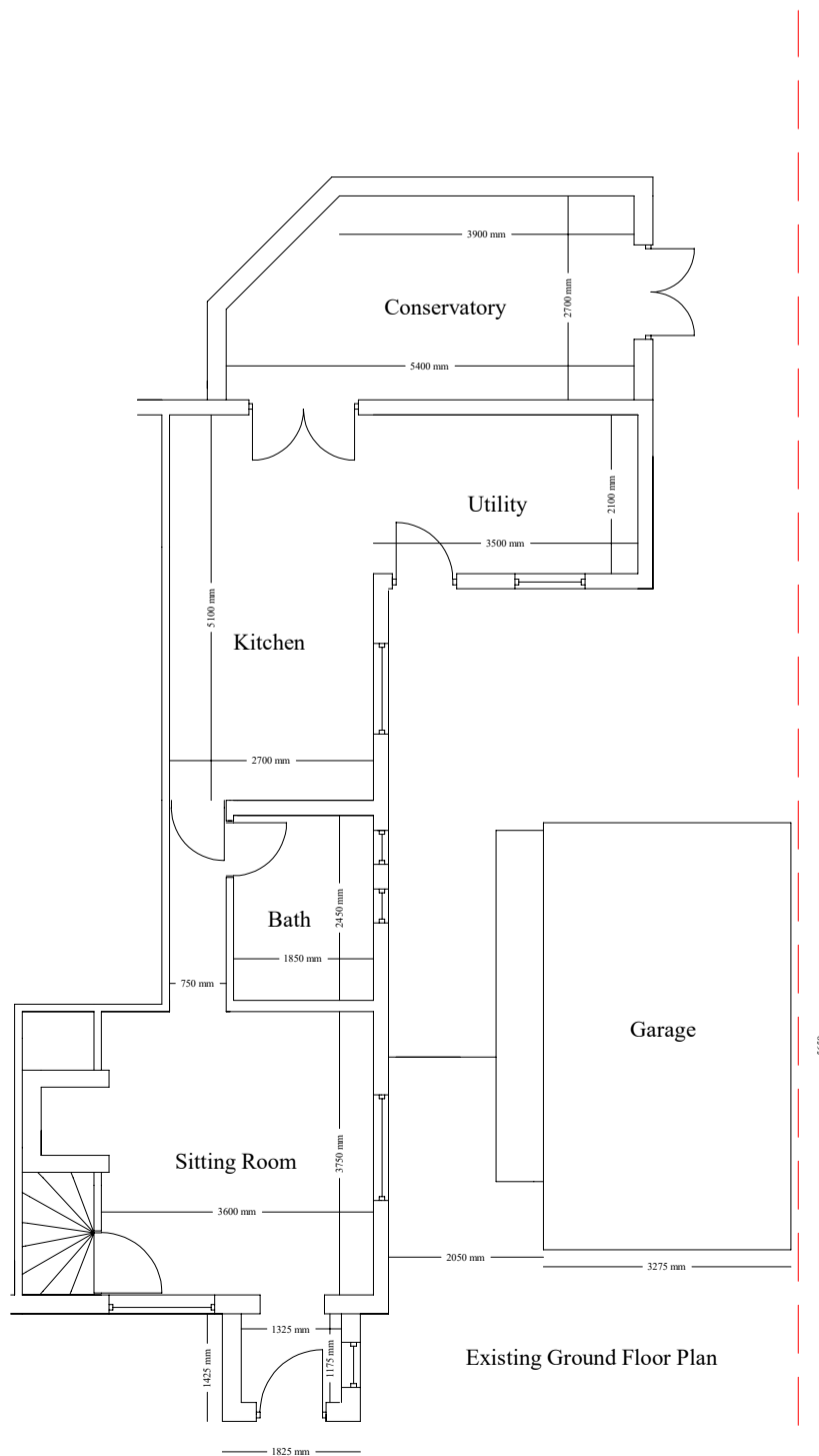 3900 mm
Conservatory
2700 mm
5400 mm
Utility
2100 mm
3500 mm
5100 mm
Kitchen
2700 mm
2450 mm
Bath
1850 mm
750 mm
Garage
Sitting Room
3750 mm
3600 mm
2050 mm
3275 mm
1325 mm
1175 mm
1425 mm
Existing Ground Floor Plan
1825 mm